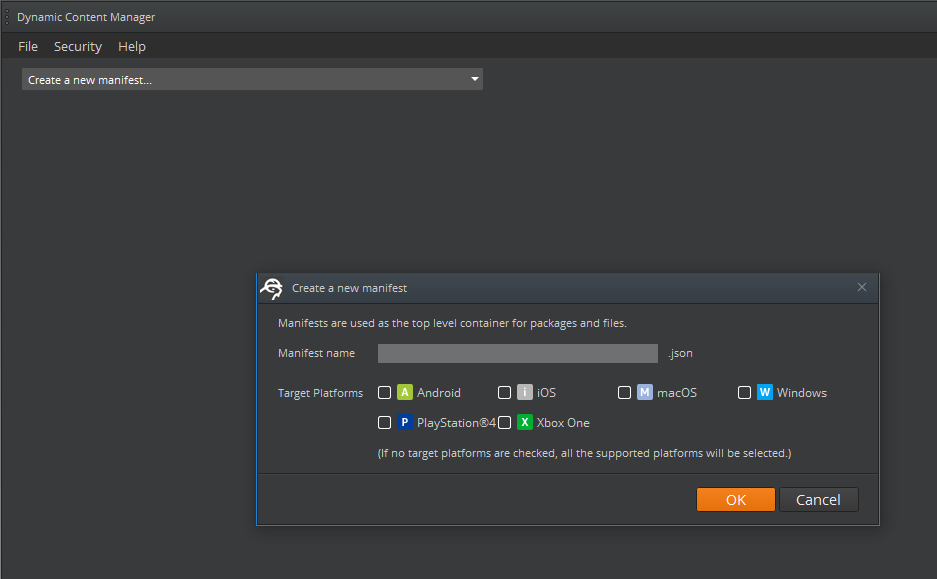 Dynamic Content Manager
File Security Help
Create a new manifest...
Create a new manifest
Manifests are used as the top level container for packages and files.
Manifest name .json
Target Platforms A Android i iOS M macOS W Windows
P PlayStation®4 X Xbox One
(If no target platforms are checked, all the supported platforms will be selected.)
OK Cancel